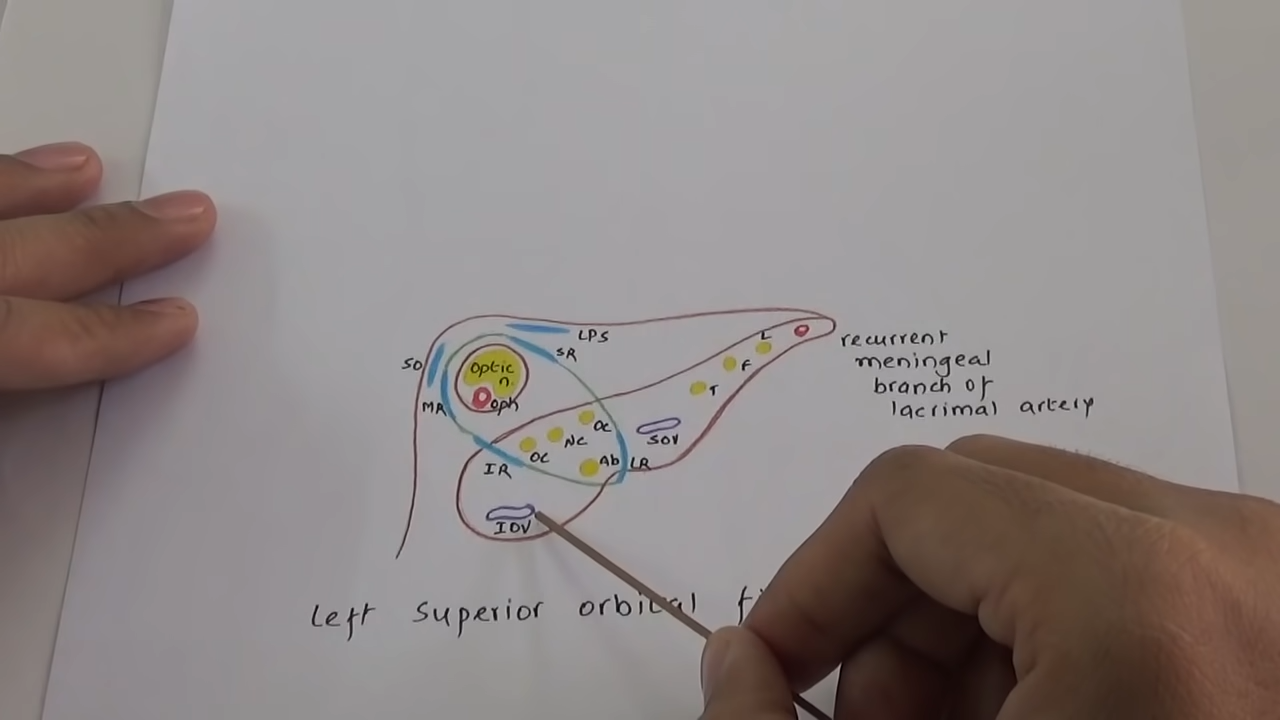 LPS
SR
SO
Optic
n.
Oph
MR
L
F
T
recurrent
meningeal
branch of
lacrimal artery
Oc
Nc
Oc
SOV
Ab
LR
IR
IOV
left superior orbital